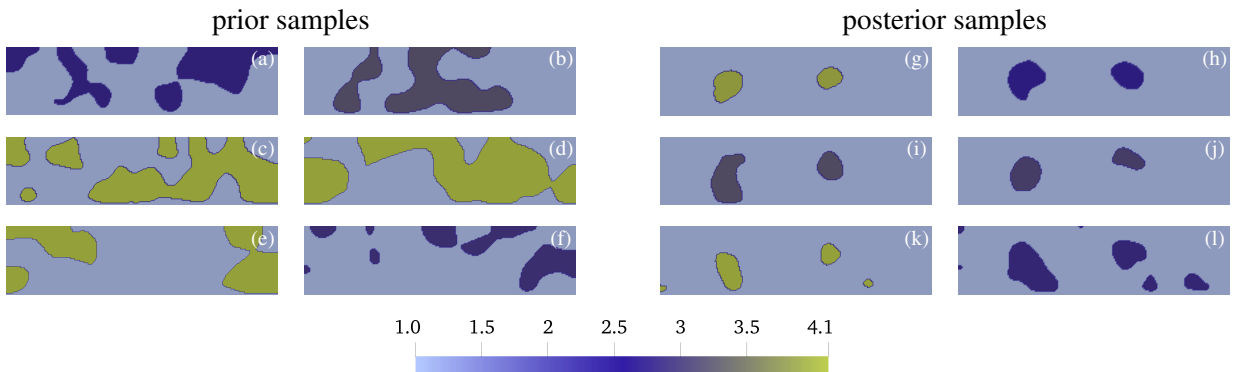 prior samples
posterior samples
(a)
(b)
(g)
(h)
(c)
(d)
(i)
(j)
(e)
(f)
(k)
(l)
1.0 1.5 2 2.5 3 3.5 4.1